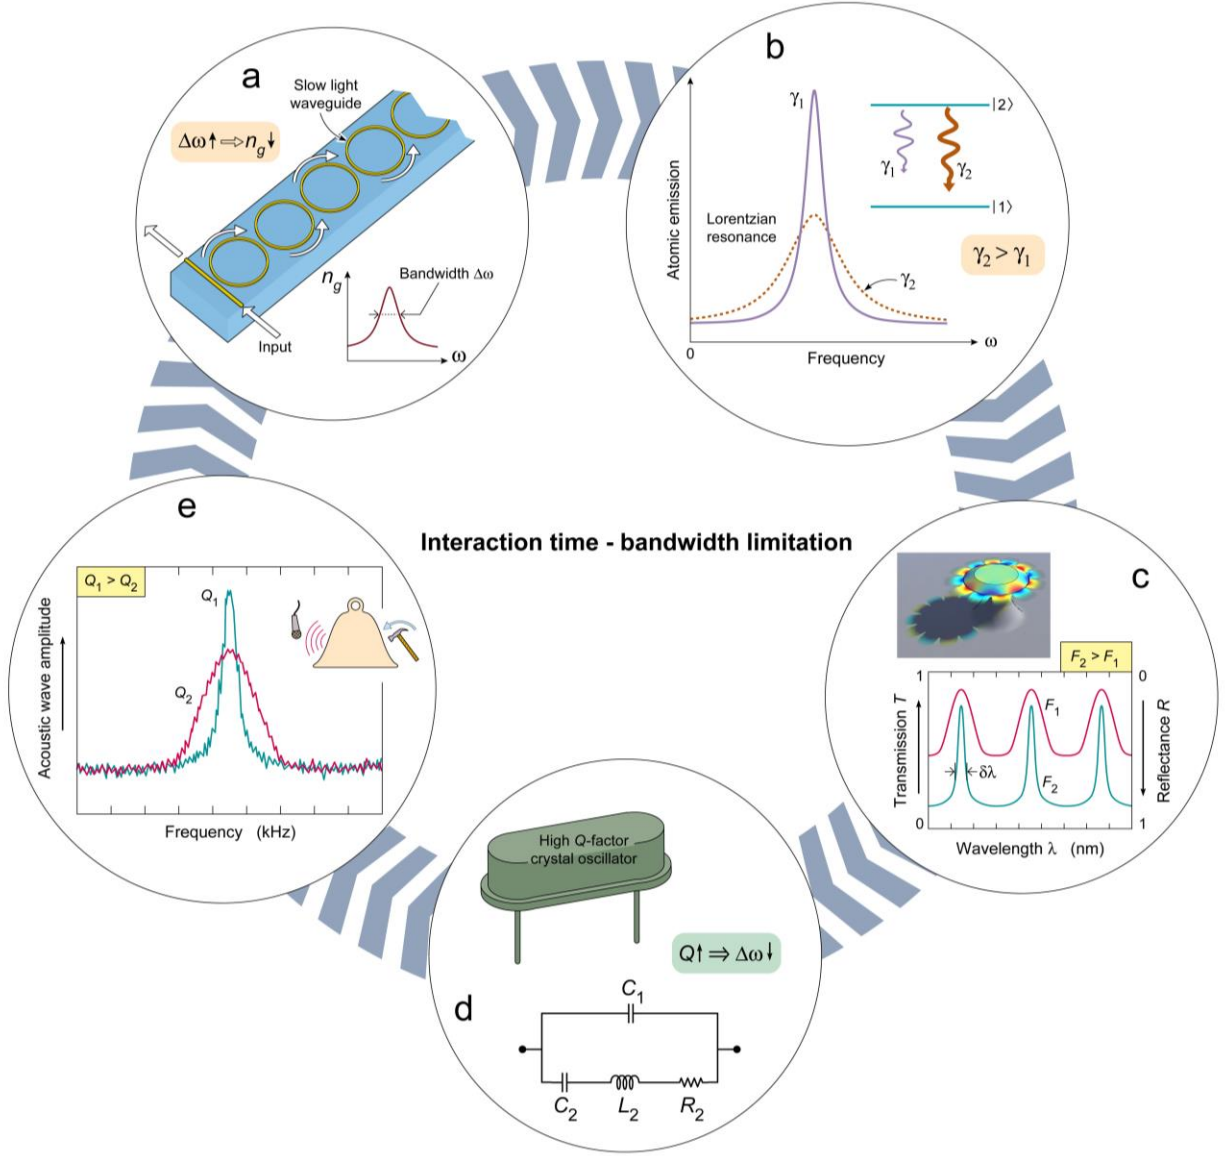 a
Slow light
waveguide
Δω↑⇨n_g↓
n_g
Bandwidth Δω
ω
Input
b
γ₁
|2⟩
γ₁
γ₂
|1⟩
Atomic emission
Lorentzian
resonance
γ₂ > γ₁
γ₂
0
ω
Frequency
Interaction time - bandwidth limitation
c
F₂ > F₁
1
0
Transmission T
F₁
δλ
F₂
Reflectance R
0
1
Wavelength λ (nm)
d
High Q-factor
crystal oscillator
Q↑ ⇒ Δω↓
C₁
C₂
L₂
R₂
e
Q₁ > Q₂
Q₁
Q₂
Acoustic wave amplitude
Frequency (kHz)